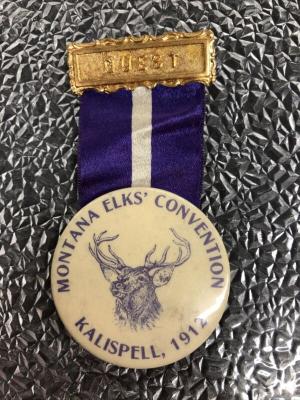 GUEST
MONTANA ELKS' CONVENTION
KALISPELL, 1912